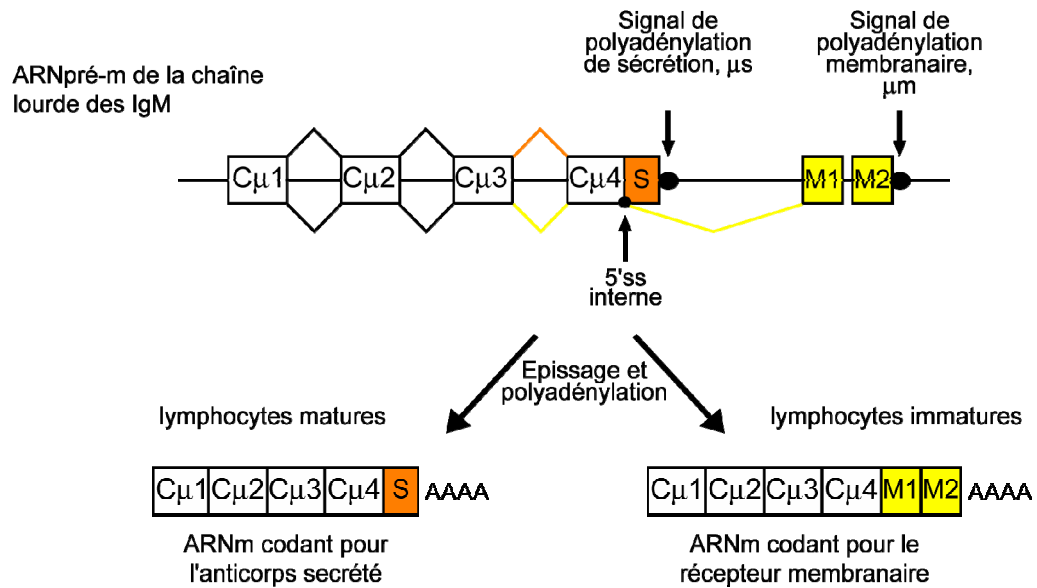 ARNpré-m de la chaîne
lourde des IgM
Signal de
polyadénylation
de sécrétion, μs
Signal de
polyadénylation
membranaire,
μm
Cμ1 Cμ2 Cμ3 Cμ4 S M1 M2
5'ss
interne
Epissage et
polyadénylation
lymphocytes matures
lymphocytes immatures
Cμ1 Cμ2 Cμ3 Cμ4 S AAAA
Cμ1 Cμ2 Cμ3 Cμ4 M1 M2 AAAA
ARNm codant pour
l'anticorps secrété
ARNm codant pour le
récepteur membranaire